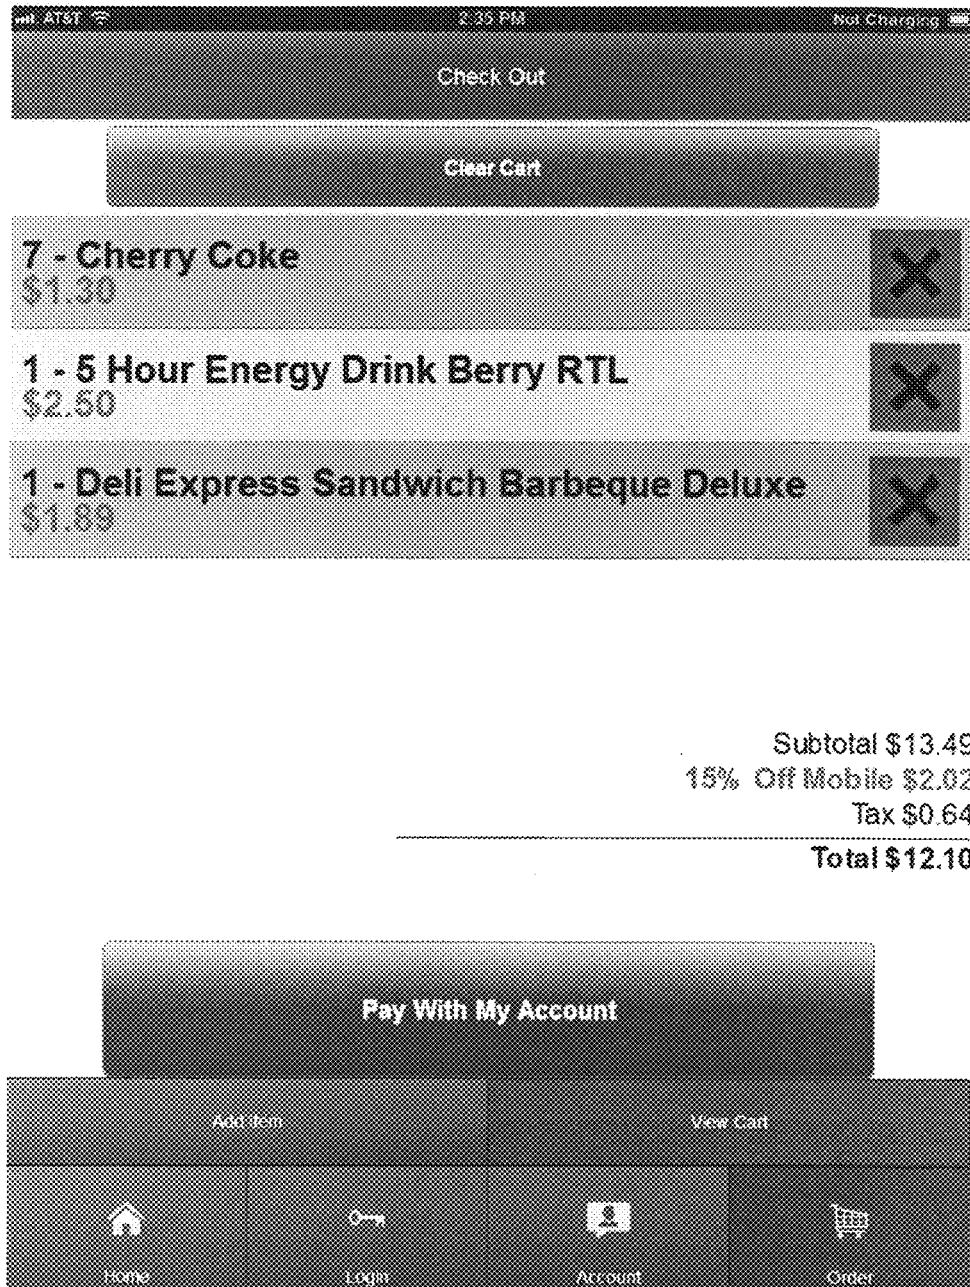 AT&T 2:35 PM Not Charging
Check Out
Clear Cart
7 - Cherry Coke
$1.30
1 - 5 Hour Energy Drink Berry RTL
$2.50
1 - Deli Express Sandwich Barbeque Deluxe
$1.89
Subtotal $13.49
15% Off Mobile $2.02
Tax $0.64
Total $12.10
Pay With My Account
Add Item View Cart
Home Login Account Order